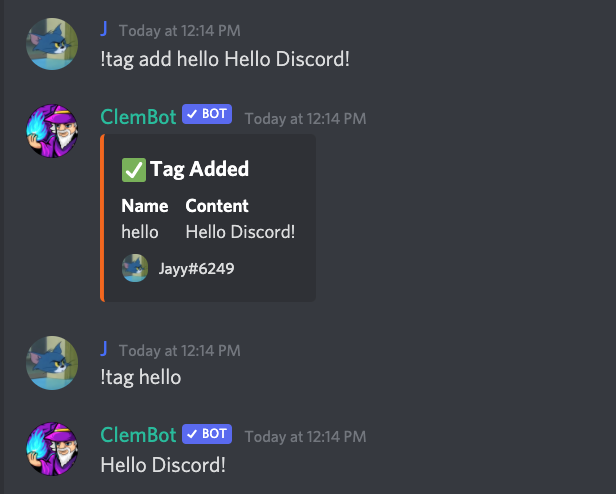 J Today at 12:14 PM
!tag add hello Hello Discord!
ClemBot ✓ BOT Today at 12:14 PM
✅ Tag Added
Name Content
hello Hello Discord!
Jayy#6249
J Today at 12:14 PM
!tag hello
ClemBot ✓ BOT Today at 12:14 PM
Hello Discord!